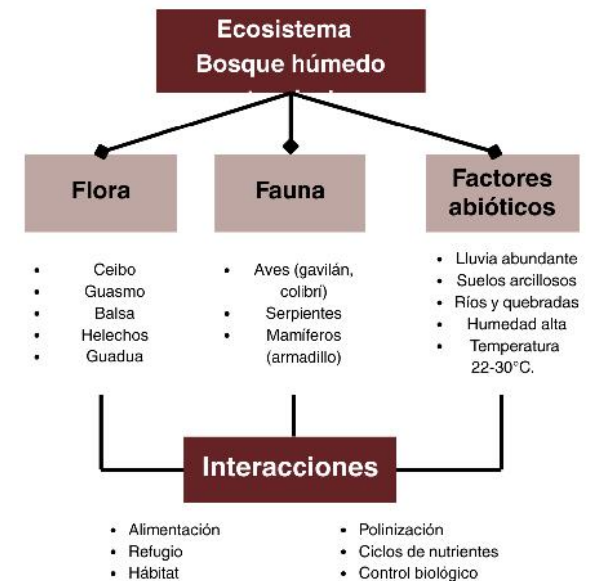 Ecosistema
Bosque húmedo
Flora
Fauna
Factores
abióticos
• Ceibo
• Guasmo
• Balsa
• Helechos
• Guadua
• Aves (gavilán,
colibrí)
• Serpientes
• Mamíferos
(armadillo)
• Lluvia abundante
• Suelos arcillosos
• Ríos y quebradas
• Humedad alta
• Temperatura
22-30°C.
Interacciones
• Alimentación
• Refugio
• Hábitat
• Polinización
• Ciclos de nutrientes
• Control biológico